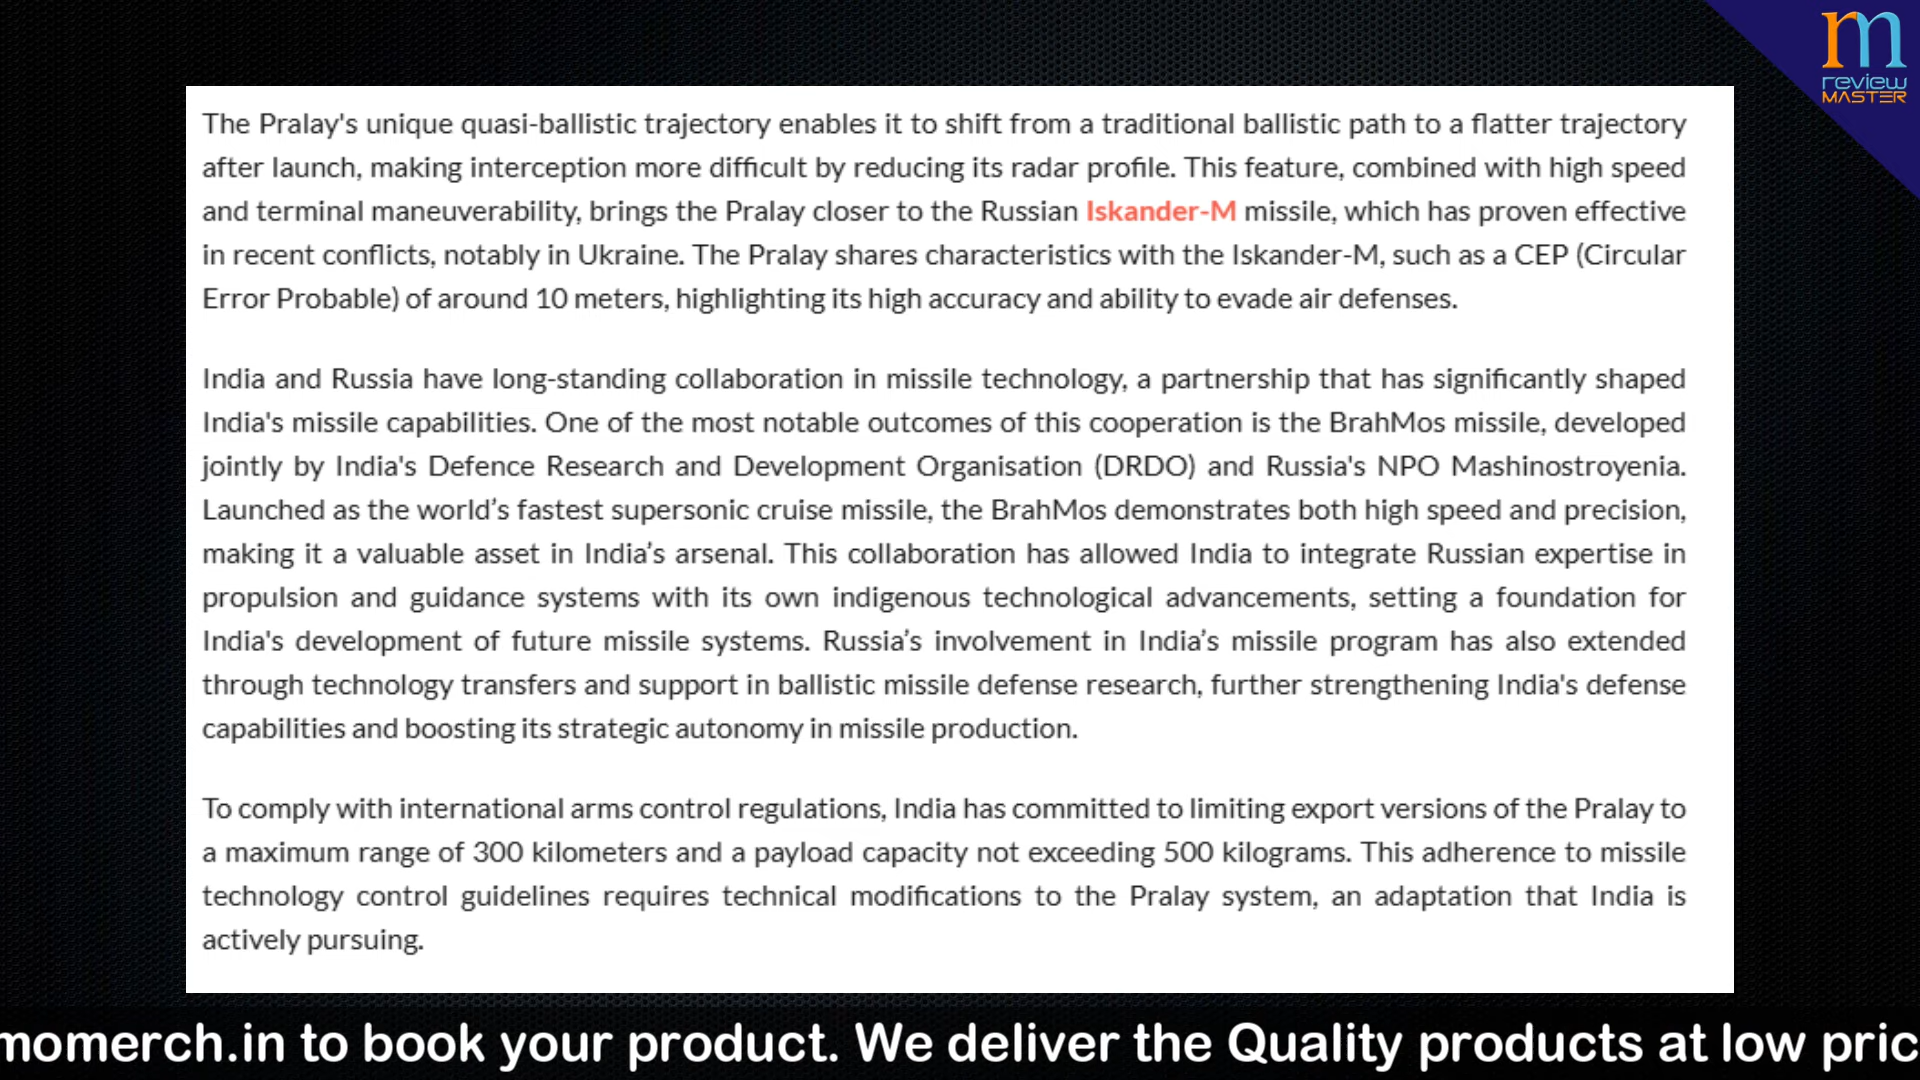 rm
review
MASTER
The Pralay's unique quasi-ballistic trajectory enables it to shift from a traditional ballistic path to a flatter trajectory
after launch, making interception more difficult by reducing its radar profile. This feature, combined with high speed
and terminal maneuverability, brings the Pralay closer to the Russian Iskander-M missile, which has proven effective
in recent conflicts, notably in Ukraine. The Pralay shares characteristics with the Iskander-M, such as a CEP (Circular
Error Probable) of around 10 meters, highlighting its high accuracy and ability to evade air defenses.
India and Russia have long-standing collaboration in missile technology, a partnership that has significantly shaped
India's missile capabilities. One of the most notable outcomes of this cooperation is the BrahMos missile, developed
jointly by India's Defence Research and Development Organisation (DRDO) and Russia's NPO Mashinostroyenia.
Launched as the world’s fastest supersonic cruise missile, the BrahMos demonstrates both high speed and precision,
making it a valuable asset in India’s arsenal. This collaboration has allowed India to integrate Russian expertise in
propulsion and guidance systems with its own indigenous technological advancements, setting a foundation for
India's development of future missile systems. Russia’s involvement in India’s missile program has also extended
through technology transfers and support in ballistic missile defense research, further strengthening India's defense
capabilities and boosting its strategic autonomy in missile production.
To comply with international arms control regulations, India has committed to limiting export versions of the Pralay to
a maximum range of 300 kilometers and a payload capacity not exceeding 500 kilograms. This adherence to missile
technology control guidelines requires technical modifications to the Pralay system, an adaptation that India is
actively pursuing.
momerch.in to book your product. We deliver the Quality products at low pric